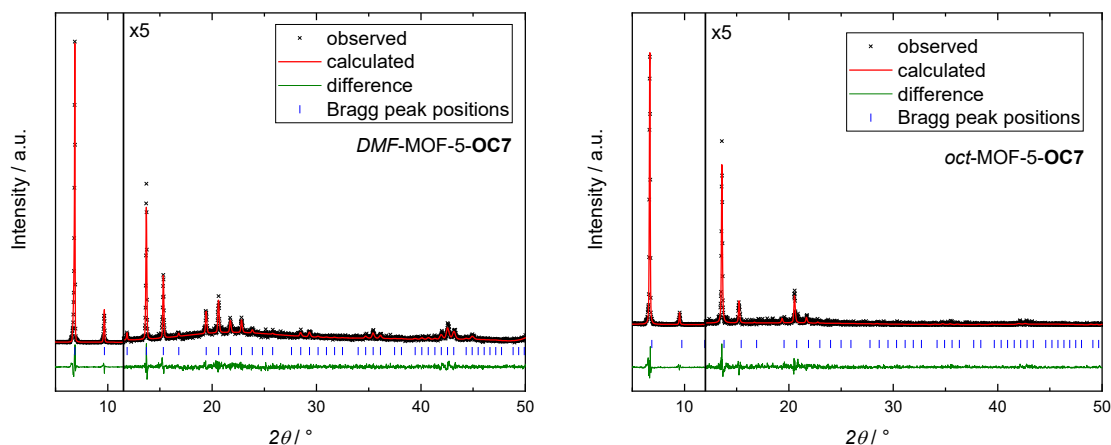 x5
observed
calculated
difference
Bragg peak positions
DMF-MOF-5-OC7
Intensity / a.u.
10 20 30 40 50
2θ / °
x5
observed
calculated
difference
Bragg peak positions
oct-MOF-5-OC7
Intensity / a.u.
10 20 30 40 50
2θ / °